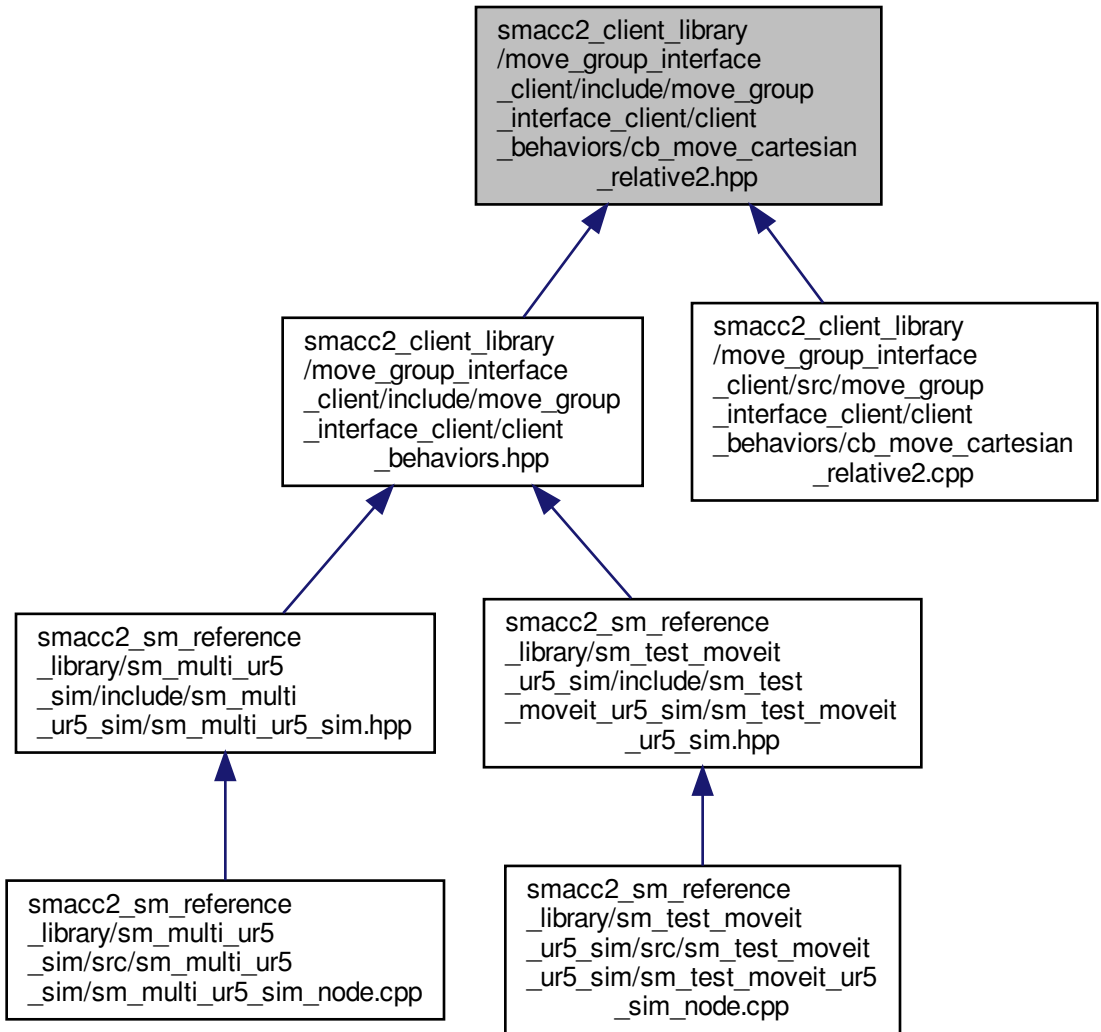 smacc2_client_library
/move_group_interface
_client/include/move_group
_interface_client/client
_behaviors/cb_move_cartesian
_relative2.hpp
smacc2_client_library
/move_group_interface
_client/include/move_group
_interface_client/client
_behaviors.hpp
smacc2_client_library
/move_group_interface
_client/src/move_group
_interface_client/client
_behaviors/cb_move_cartesian
_relative2.cpp
smacc2_sm_reference
_library/sm_multi_ur5
_sim/include/sm_multi
_ur5_sim/sm_multi_ur5_sim.hpp
smacc2_sm_reference
_library/sm_test_moveit
_ur5_sim/include/sm_test
_moveit_ur5_sim/sm_test_moveit
_ur5_sim.hpp
smacc2_sm_reference
_library/sm_multi_ur5
_sim/src/sm_multi_ur5
_sim/sm_multi_ur5_sim_node.cpp
smacc2_sm_reference
_library/sm_test_moveit
_ur5_sim/src/sm_test_moveit
_ur5_sim/sm_test_moveit_ur5
_sim_node.cpp